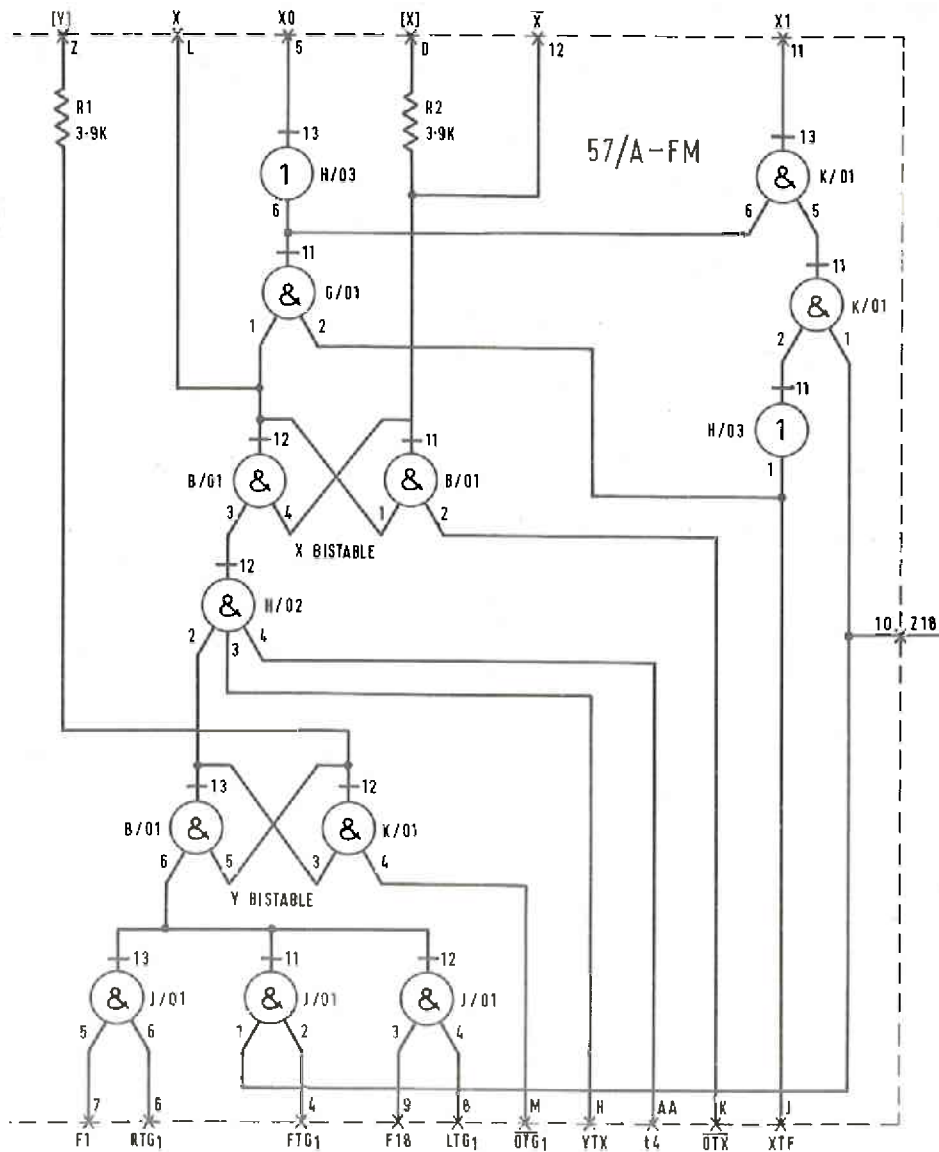 [Y] X X0 [X] X̅ X1
Z L 5 D 12 11
R1
3·9K
R2
3·9K
13
1 H/03
6
57/A-FM
13
& K/01
6 5
11
& G/01
1 2
11
& K/01
2 1
11
H/03 1
1
12
B/01 &
3 4
11
& B/01
1 2
X BISTABLE
12
& H/02
2 3 4
10 Z18
13
B/01 &
6 5
12
& K/01
3 4
Y BISTABLE
13
& J/01
5 6
11
& J/01
1 2
12
& J/01
3 4
7 6 4 9 8 M H AA K J
F1 RTG1 FTG1 F18 LTG1 O̅T̅G̅1 YTX t4 O̅T̅X̅ XTF